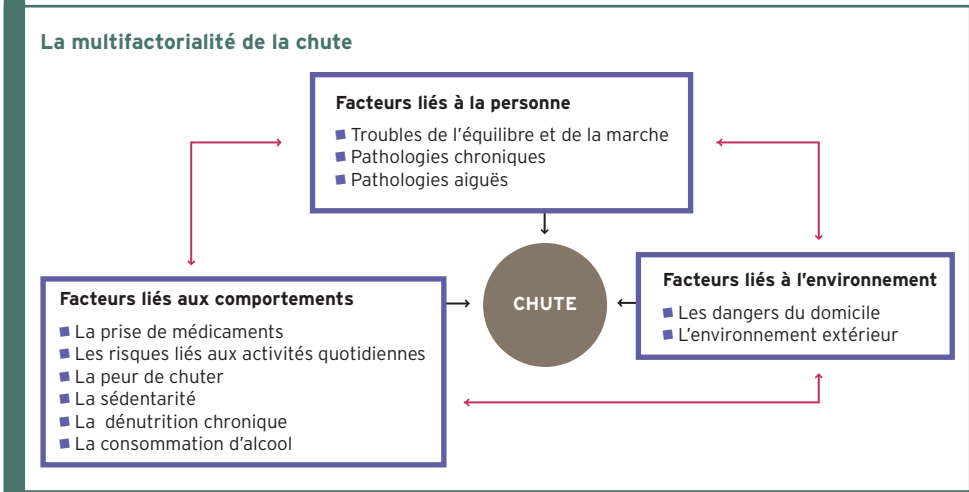 La multifactorialité de la chute
Facteurs liés à la personne
Troubles de l'équilibre et de la marche
Pathologies chroniques
Pathologies aiguës
Facteurs liés aux comportements
La prise de médicaments
Les risques liés aux activités quotidiennes
La peur de chuter
La sédentarité
La dénutrition chronique
La consommation d'alcool
CHUTE
Facteurs liés à l'environnement
Les dangers du domicile
L'environnement extérieur